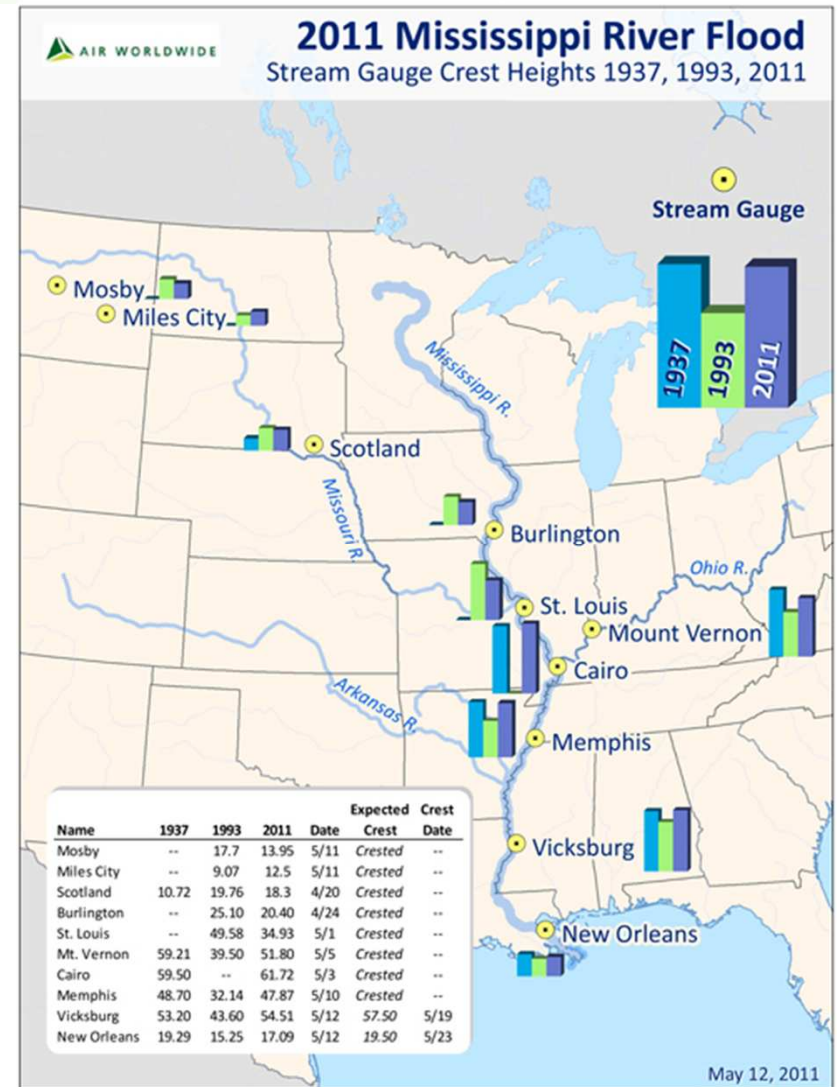 AIR WORLDWIDE
2011 Mississippi River Flood
Stream Gauge Crest Heights 1937, 1993, 2011
Stream Gauge
1937
1993
2011
Mosby
Miles City
Mississippi R.
Scotland
Missouri R.
Burlington
Ohio R.
St. Louis
Mount Vernon
Cairo
Arkansas R.
Memphis
Vicksburg
New Orleans
Expected Crest
Name 1937 1993 2011 Date Crest Date
Mosby -- 17.7 13.95 5/11 Crested --
Miles City -- 9.07 12.5 5/11 Crested --
Scotland 10.72 19.76 18.3 4/20 Crested --
Burlington -- 25.10 20.40 4/24 Crested --
St. Louis -- 49.58 34.93 5/1 Crested --
Mt. Vernon 59.21 39.50 51.80 5/5 Crested --
Cairo 59.50 -- 61.72 5/3 Crested --
Memphis 48.70 32.14 47.87 5/10 Crested --
Vicksburg 53.20 43.60 54.51 5/12 57.50 5/19
New Orleans 19.29 15.25 17.09 5/12 19.50 5/23
May 12, 2011